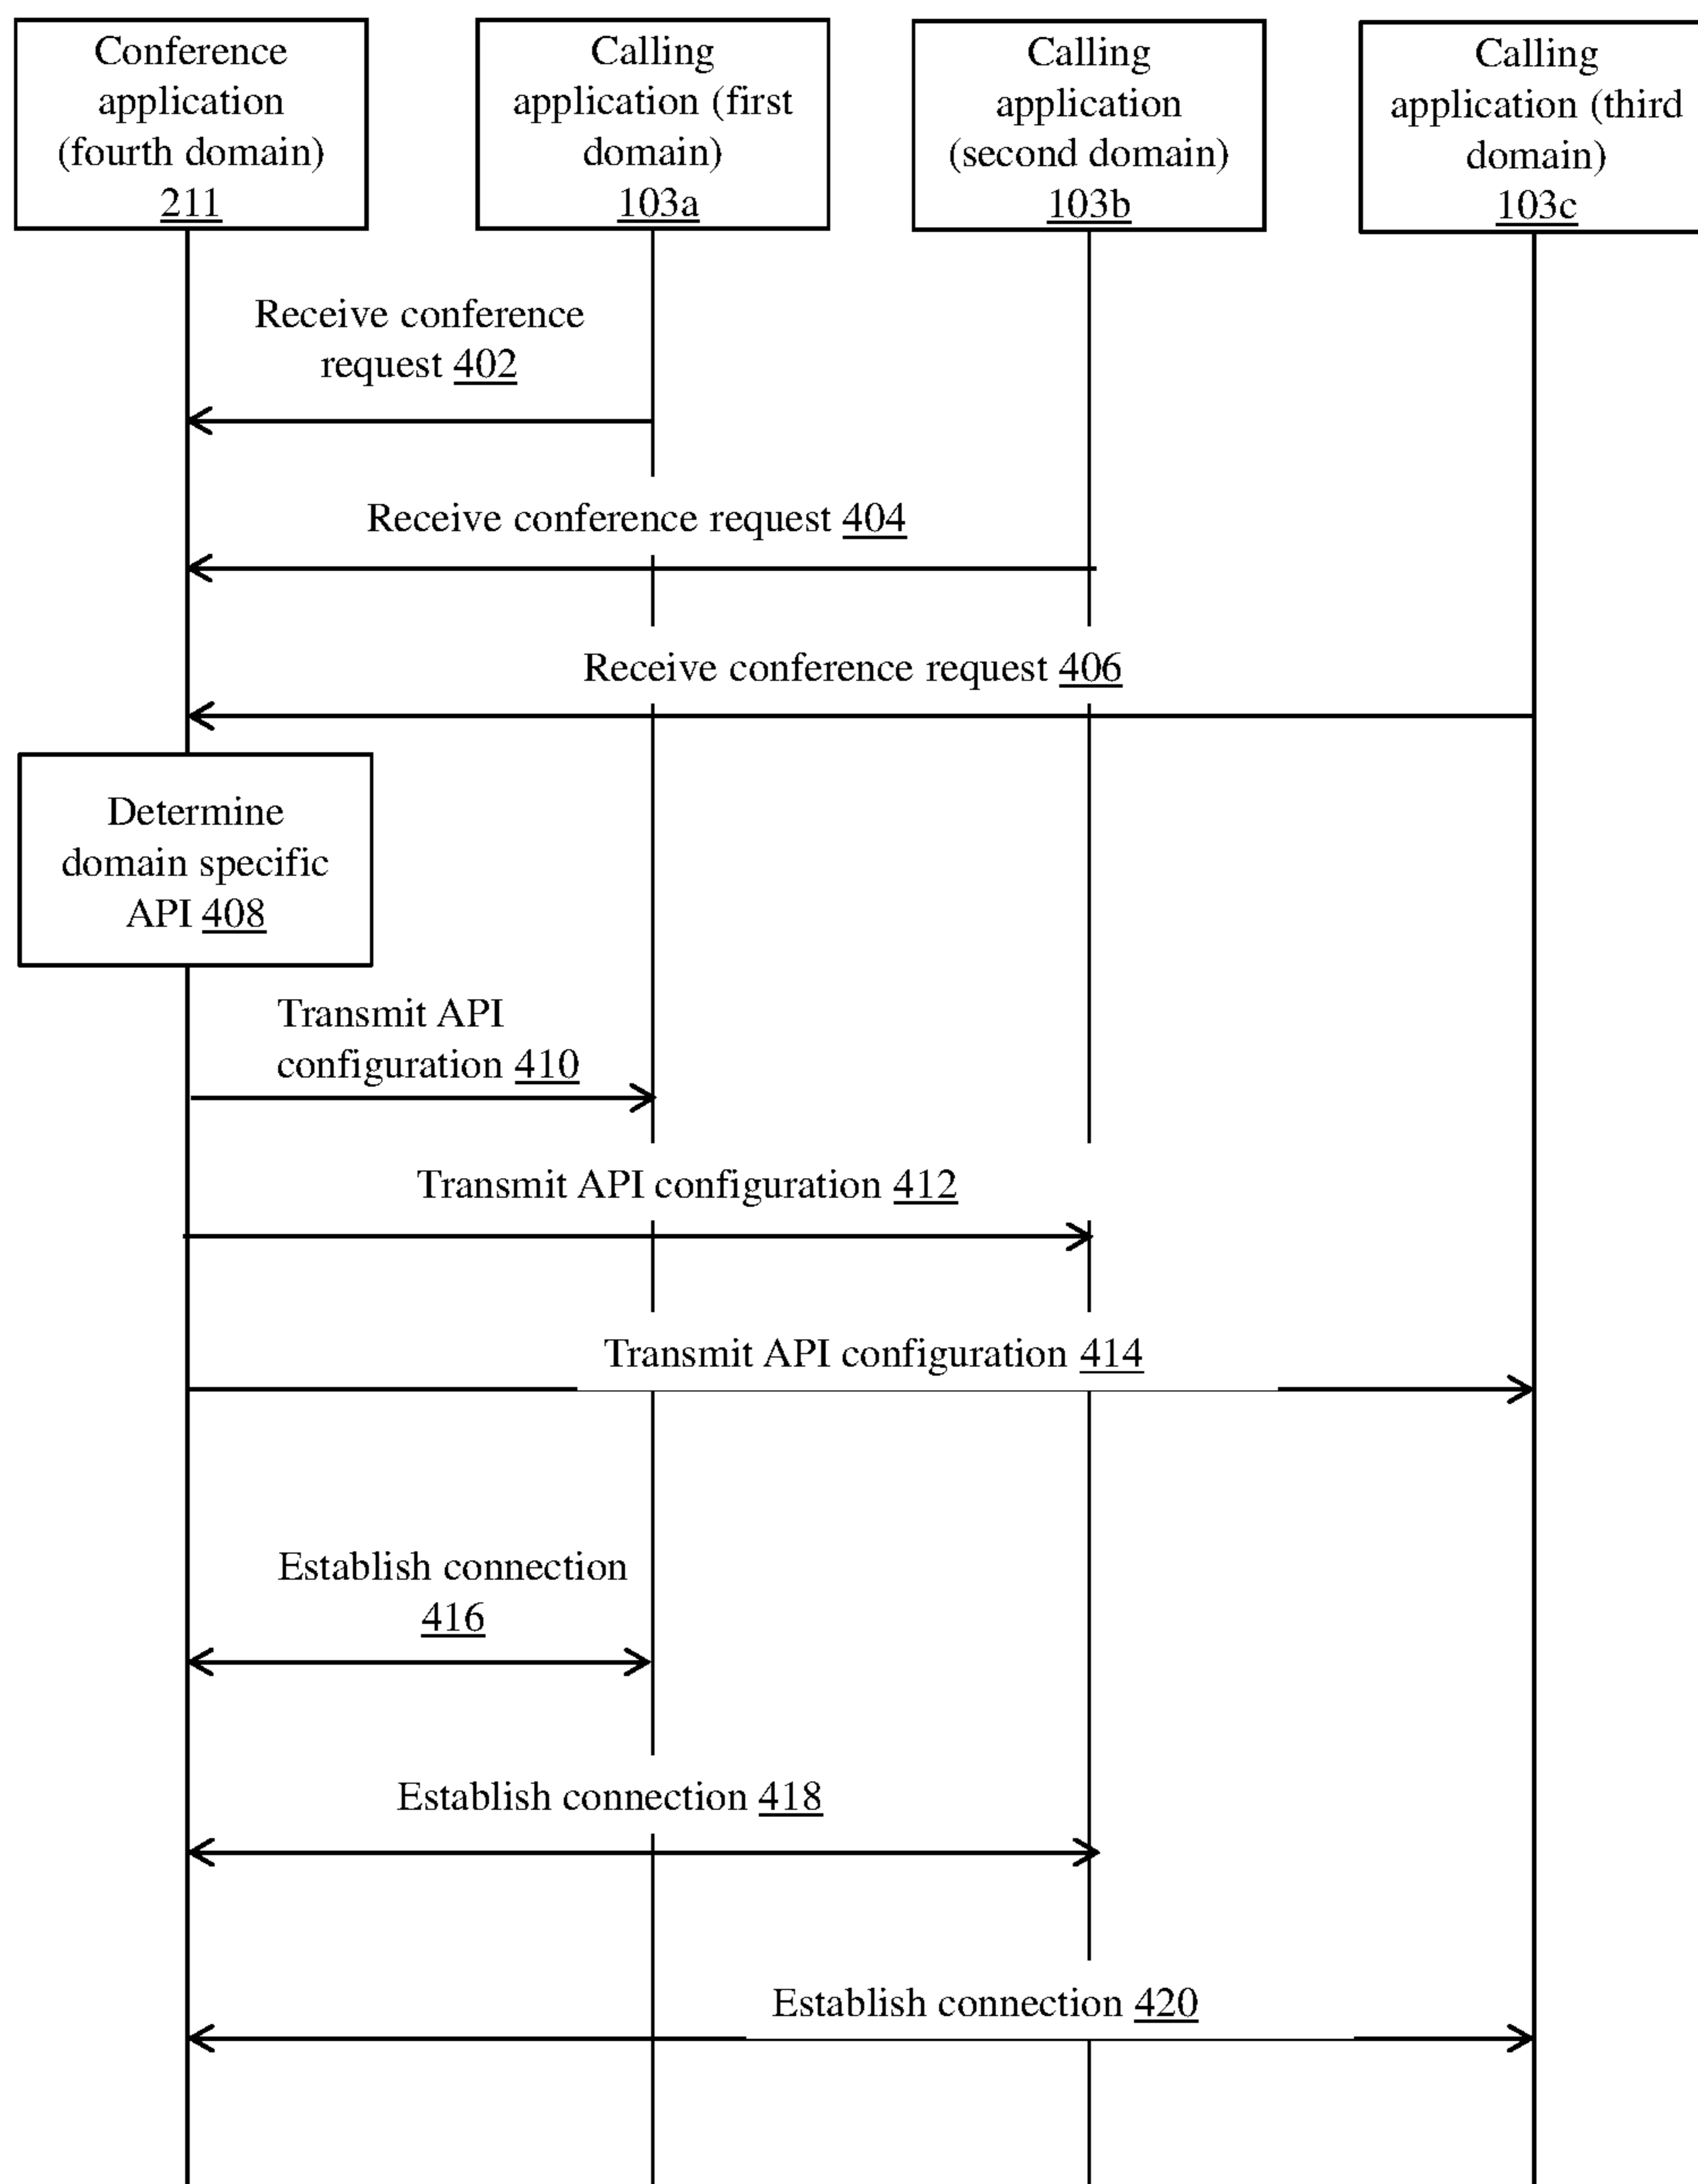 Conference
application
(fourth domain)
211
Calling
application (first
domain)
103a
Calling
application
(second domain)
103b
Calling
application (third
domain)
103c
Receive conference
request 402
Receive conference request 404
Receive conference request 406
Determine
domain specific
API 408
Transmit API
configuration 410
Transmit API configuration 412
Transmit API configuration 414
Establish connection
416
Establish connection 418
Establish connection 420